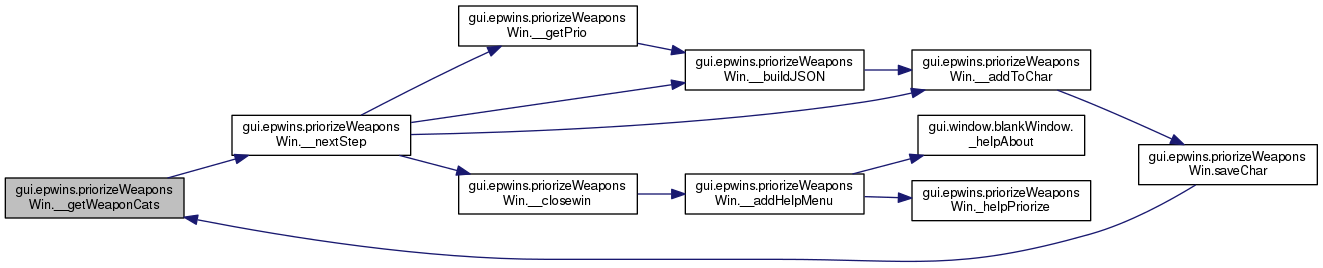 gui.epwins.priorizeWeapons
Win.__getPrio
gui.epwins.priorizeWeapons
Win.__buildJSON
gui.epwins.priorizeWeapons
Win.__addToChar
gui.epwins.priorizeWeapons
Win.__nextStep
gui.window.blankWindow.
_helpAbout
gui.epwins.priorizeWeapons
Win.saveChar
gui.epwins.priorizeWeapons
Win.__getWeaponCats
gui.epwins.priorizeWeapons
Win.__closewin
gui.epwins.priorizeWeapons
Win.__addHelpMenu
gui.epwins.priorizeWeapons
Win._helpPriorize